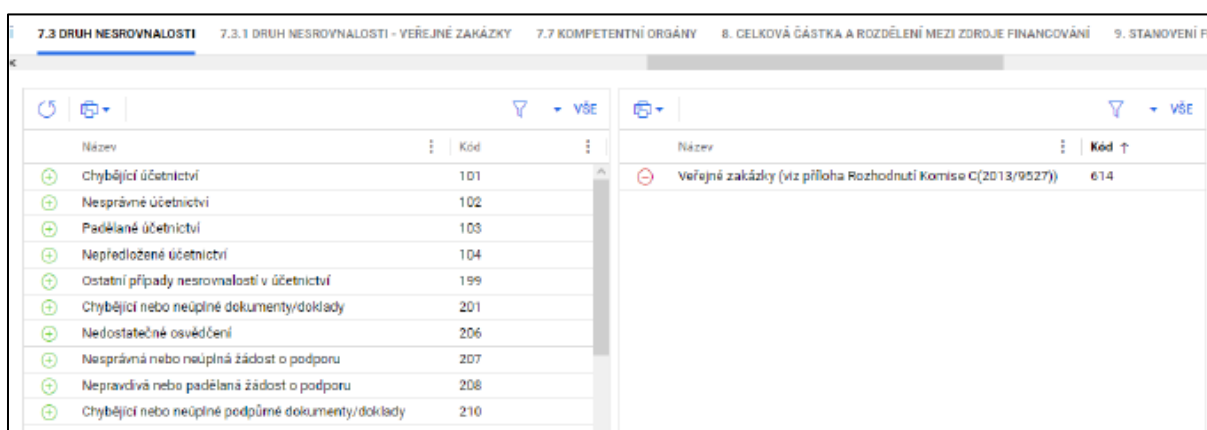 7.3 DRUH NESROVNALOSTI 7.3.1 DRUH NESROVNALOSTI - VEŘEJNÉ ZAKÁZKY 7.7 KOMPETENTNÍ ORGÁNY 8. CELKOVÁ ČÁSTKA A ROZDĚLENÍ MEZI ZDROJE FINANCOVÁNÍ 9. STANOVENÍ F
VŠE
Název Kód
Chybějící účetnictví 101
Nesprávné účetnictví 102
Padělané účetnictví 103
Nepředložené účetnictví 104
Ostatní případy nesrovnalostí v účetnictví 199
Chybějící nebo neúplné dokumenty/doklady 201
Nedostatečné osvědčení 206
Nesprávná nebo neúplná žádost o podporu 207
Nepravdivá nebo padělaná žádost o podporu 208
Chybějící nebo neúplné podpůrné dokumenty/doklady 210
VŠE
Název Kód ↑
Veřejné zakázky (viz příloha Rozhodnutí Komise C(2013/9527)) 614